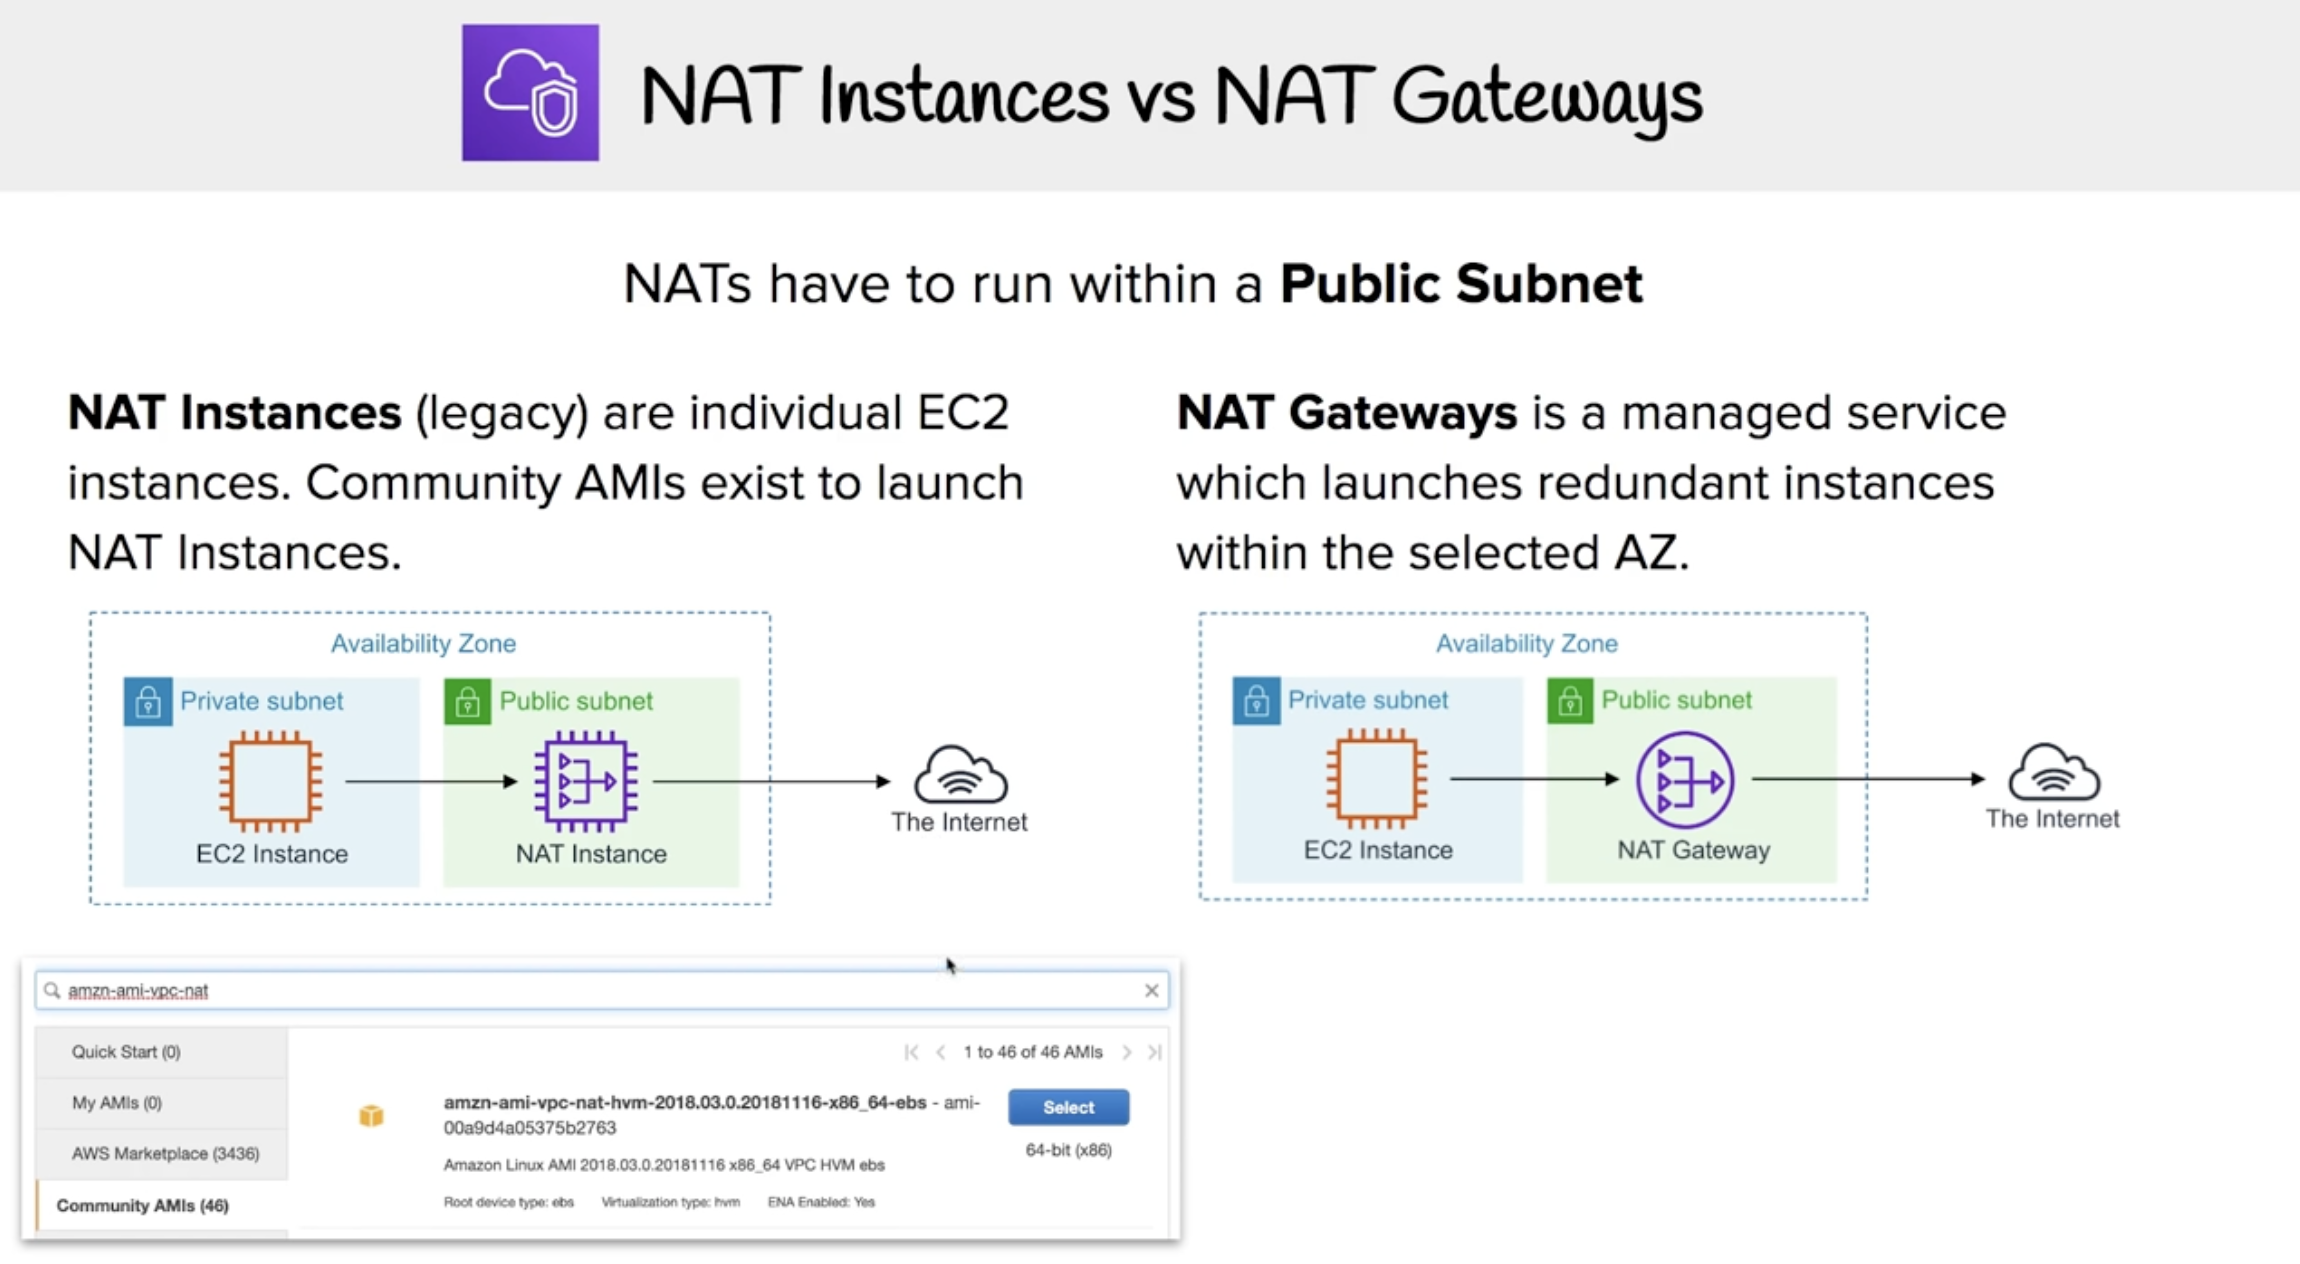 NAT Instances vs NAT Gateways
NATs have to run within a Public Subnet
NAT Instances (legacy) are individual EC2
instances. Community AMIs exist to launch
NAT Instances.
Availability Zone
Private subnet
Public subnet
EC2 Instance
NAT Instance
The Internet
NAT Gateways is a managed service
which launches redundant instances
within the selected AZ.
Availability Zone
Private subnet
Public subnet
EC2 Instance
NAT Gateway
The Internet
amzn-ami-vpc-nat
Quick Start (0)
My AMIs (0)
AWS Marketplace (3436)
Community AMIs (46)
1 to 46 of 46 AMIs
amzn-ami-vpc-nat-hvm-2018.03.0.20181116-x86_64-ebs - ami-
00a9d4a05375b2763
Amazon Linux AMI 2018.03.0.20181116 x86_64 VPC HVM ebs
Root device type: ebs Virtualization type: hvm ENA Enabled: Yes
Select
64-bit (x86)